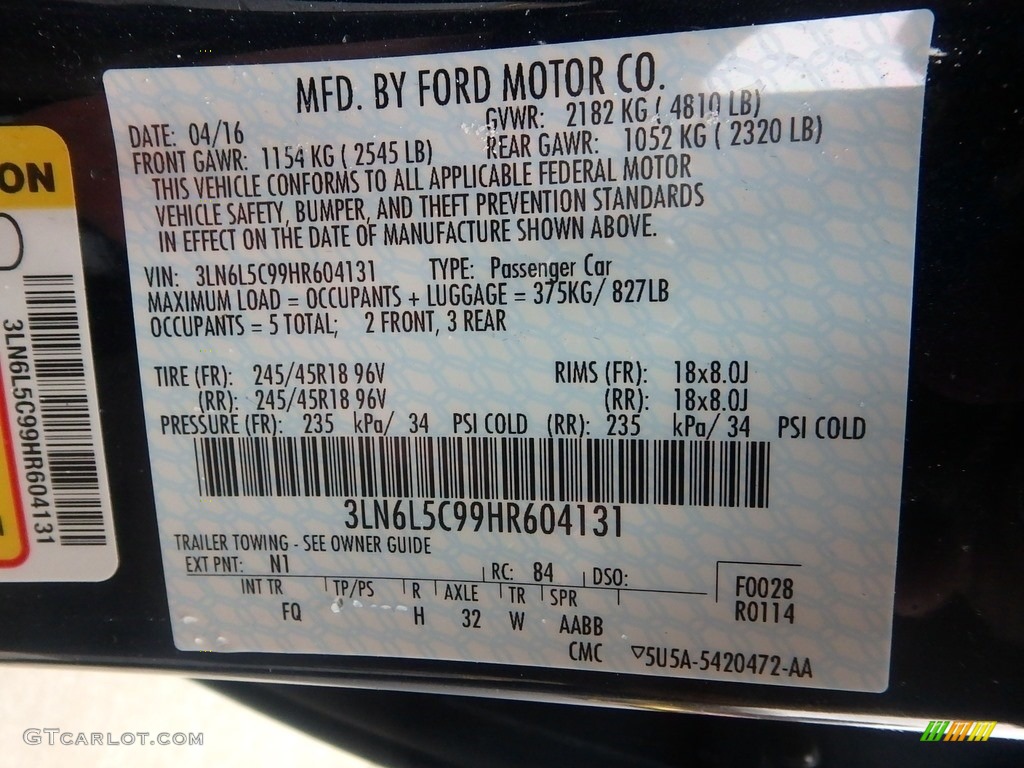 MFD. BY FORD MOTOR CO.
DATE: 04/16 GVWR: 2182 KG ( 4810 LB)
FRONT GAWR: 1154 KG ( 2545 LB) REAR GAWR: 1052 KG ( 2320 LB)
THIS VEHICLE CONFORMS TO ALL APPLICABLE FEDERAL MOTOR
VEHICLE SAFETY, BUMPER, AND THEFT PREVENTION STANDARDS
IN EFFECT ON THE DATE OF MANUFACTURE SHOWN ABOVE.
VIN: 3LN6L5C99HR604131 TYPE: Passenger Car
MAXIMUM LOAD = OCCUPANTS + LUGGAGE = 375KG/ 827LB
OCCUPANTS = 5 TOTAL; 2 FRONT, 3 REAR
TIRE (FR): 245/45R18 96V RIMS (FR): 18x8.0J
(RR): 245/45R18 96V (RR): 18x8.0J
PRESSURE (FR): 235 kPa/ 34 PSI COLD (RR): 235 kPa/ 34 PSI COLD
3LN6L5C99HR604131
TRAILER TOWING - SEE OWNER GUIDE
EXT PNT: N1 RC: 84 DSO:
INT TR TP/PS R AXLE TR SPR F0028
FQ H 32 W AABB R0114
CMC ▽5U5A-5420472-AA
ON
3LN6L5C99HR604131
GTCARLOT.COM